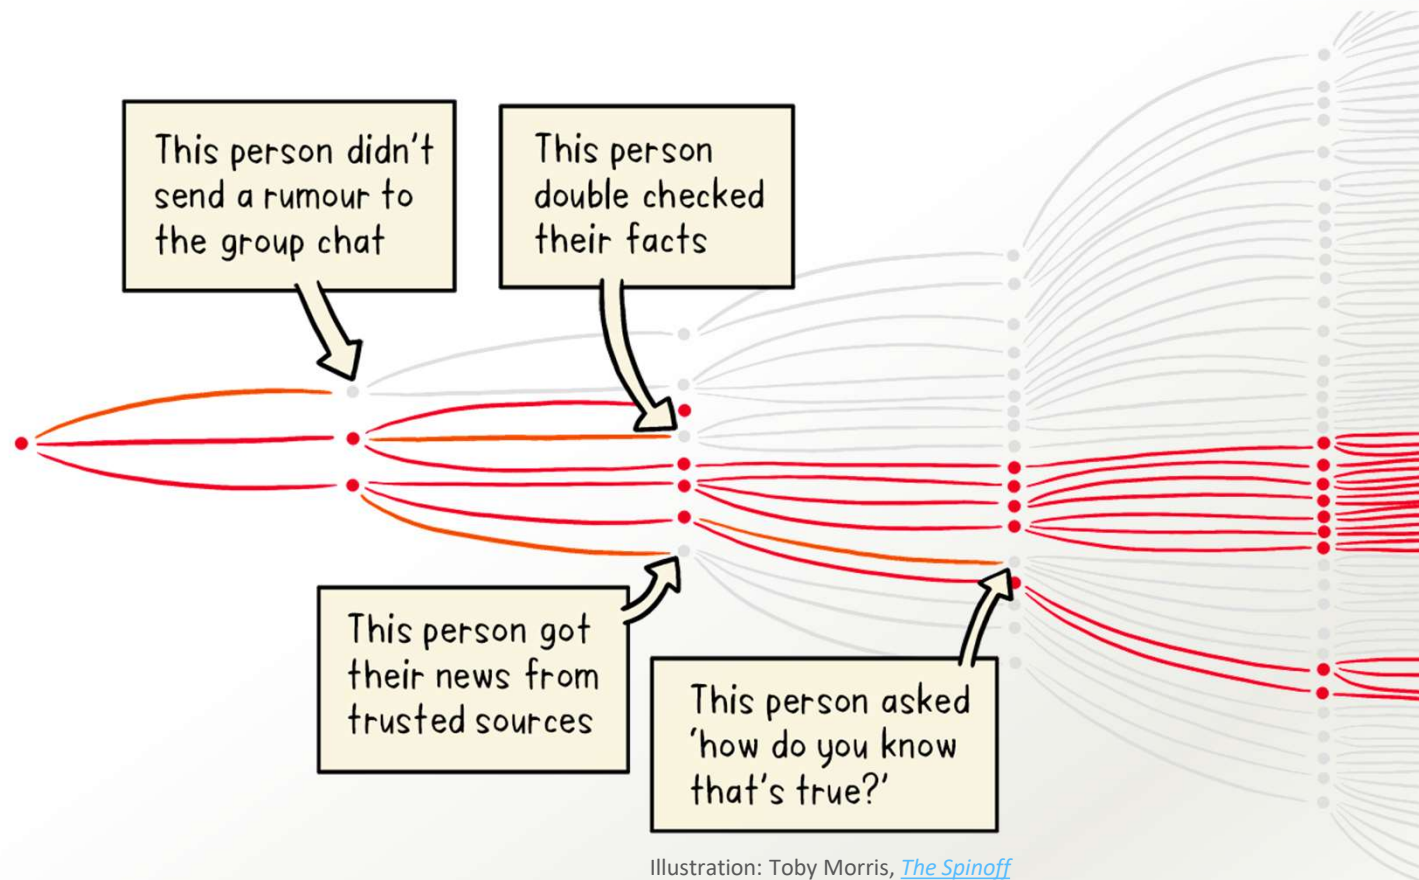 This person didn't
send a rumour to
the group chat
This person
double checked
their facts
This person got
their news from
trusted sources
This person asked
'how do you know
that's true?'
Illustration: Toby Morris, The Spinoff